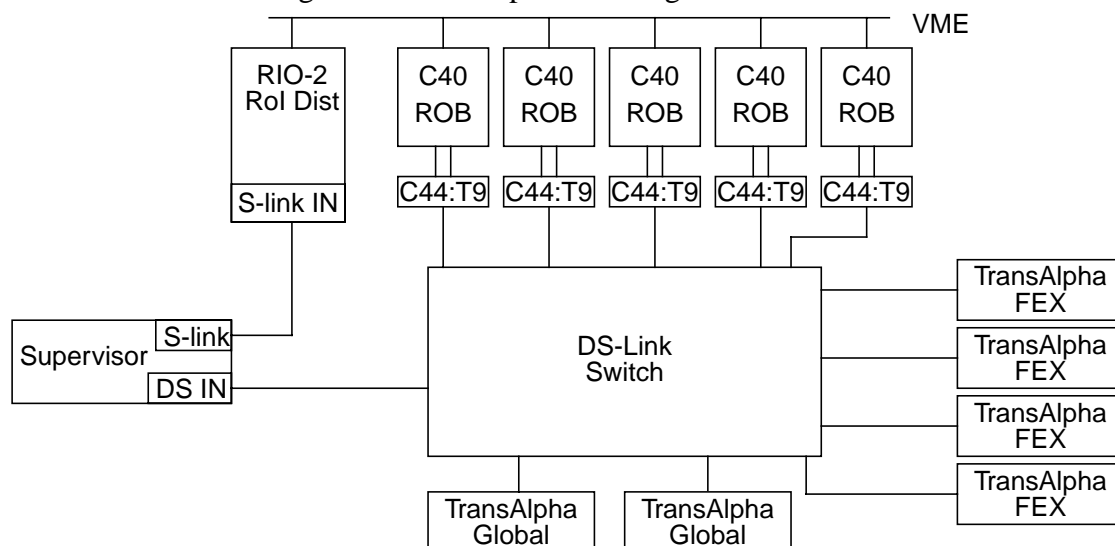 VME
RIO-2
RoI Dist
S-link IN
C40
ROB
C40
ROB
C40
ROB
C40
ROB
C40
ROB
C44:T9
C44:T9
C44:T9
C44:T9
C44:T9
Supervisor
S-link
DS IN
DS-Link
Switch
TransAlpha
FEX
TransAlpha
FEX
TransAlpha
FEX
TransAlpha
FEX
TransAlpha
Global
TransAlpha
Global